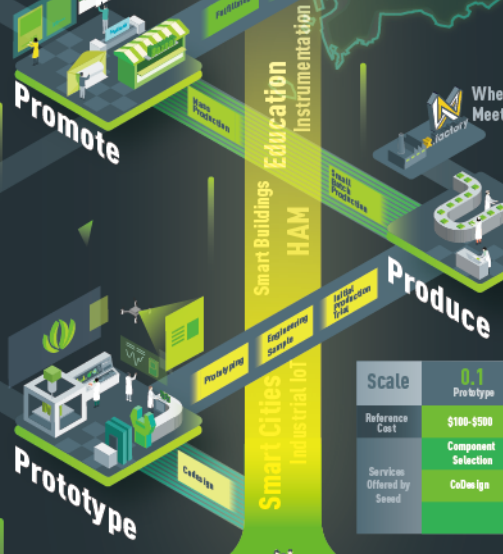 Fulfillment
Promote
Mass
Production
Education
Instrumentation
Smart Buildings
HAM
Small
Batch
Production
Whe
Meet
x.factory
Produce
Initial
Production
Trial
Engineering
Sample
Prototyping
Smart Cities
Industrial IoT
Prototype
CoDesign
Scale
0.1
Prototype
Reference
Cost
$100-$500
Services
Offered by
Seeed
Component
Selection
CoDesign